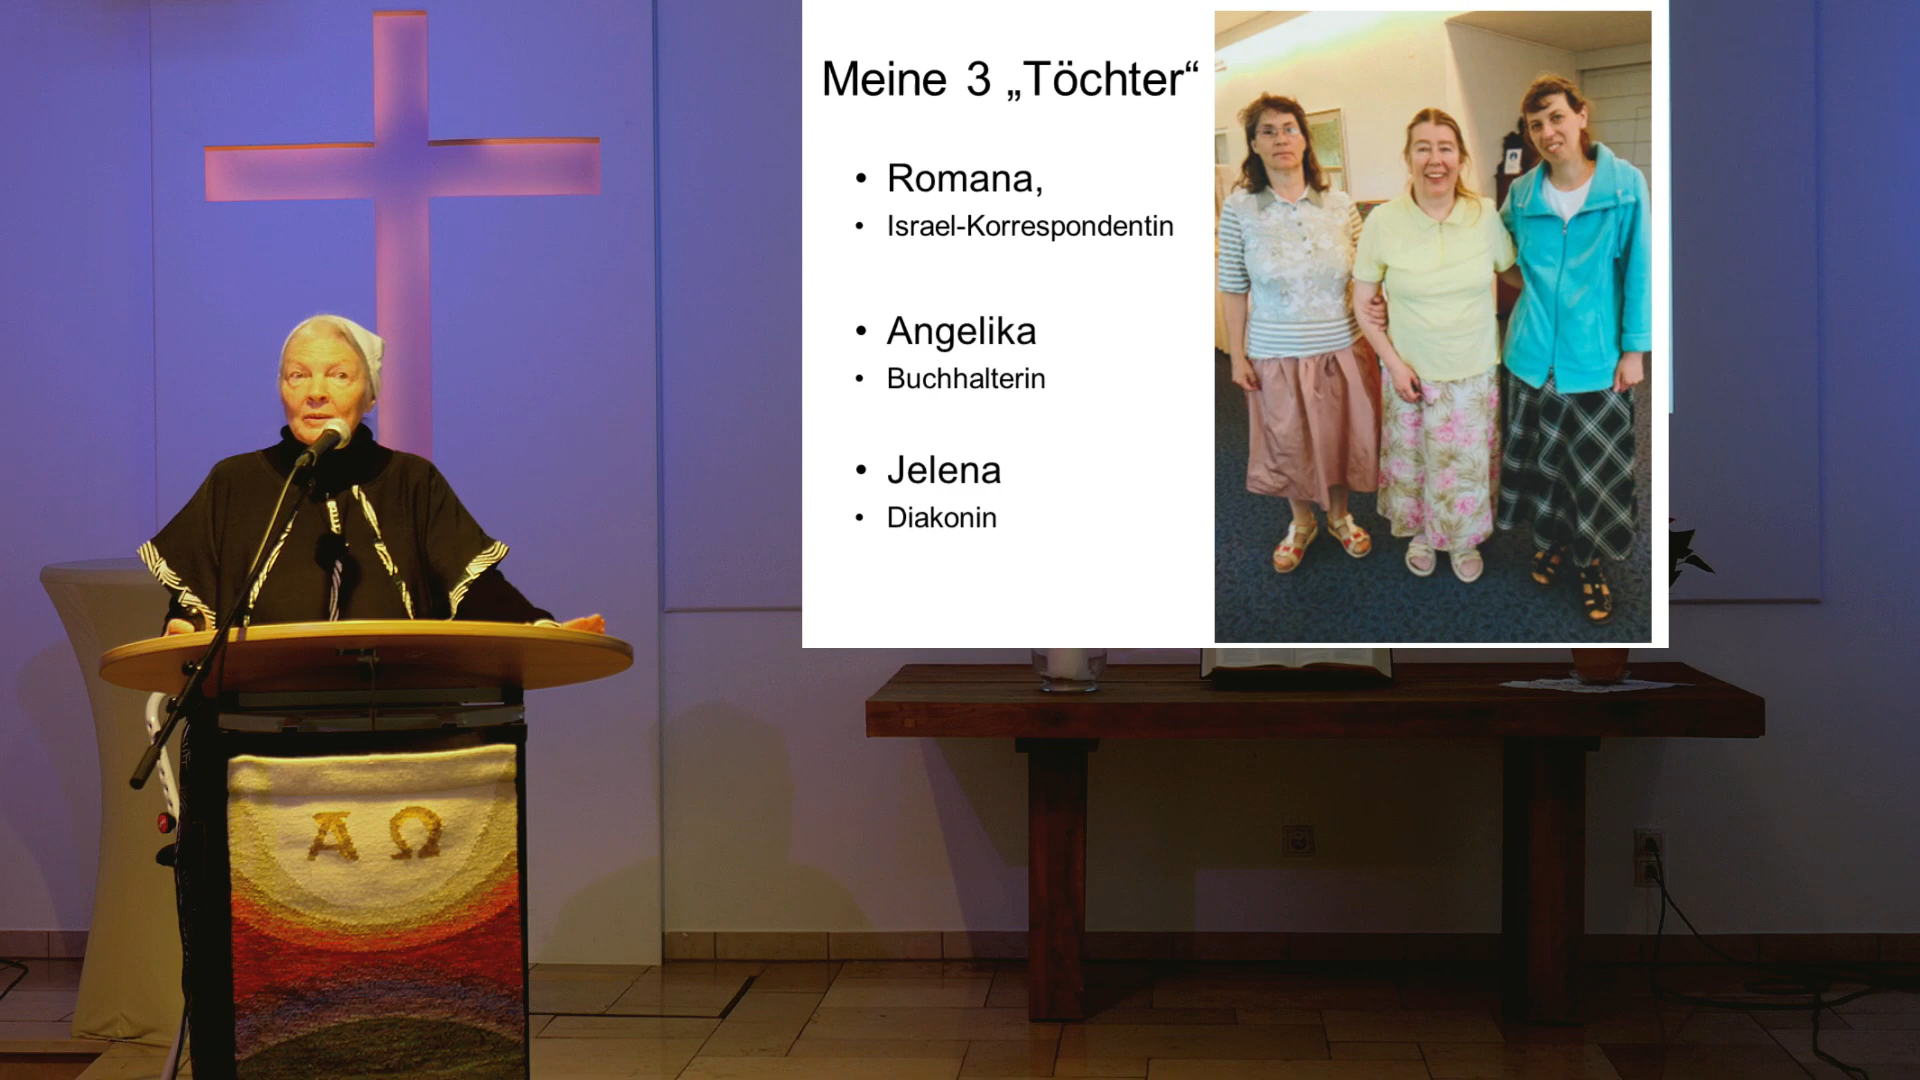 Meine 3 „Töchter“
• Romana,
• Israel-Korrespondentin
• Angelika
• Buchhalterin
• Jelena
• Diakonin
Α Ω